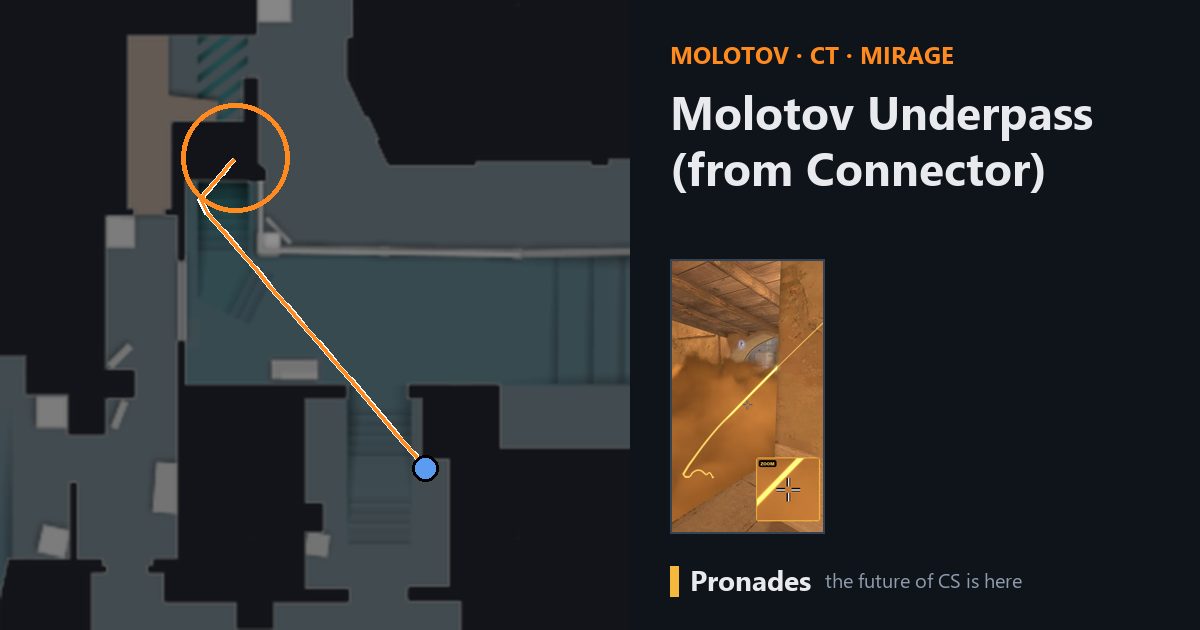 MOLOTOV · CT · MIRAGE
Molotov Underpass
(from Connector)
ZOOM
Pronades the future of CS is here